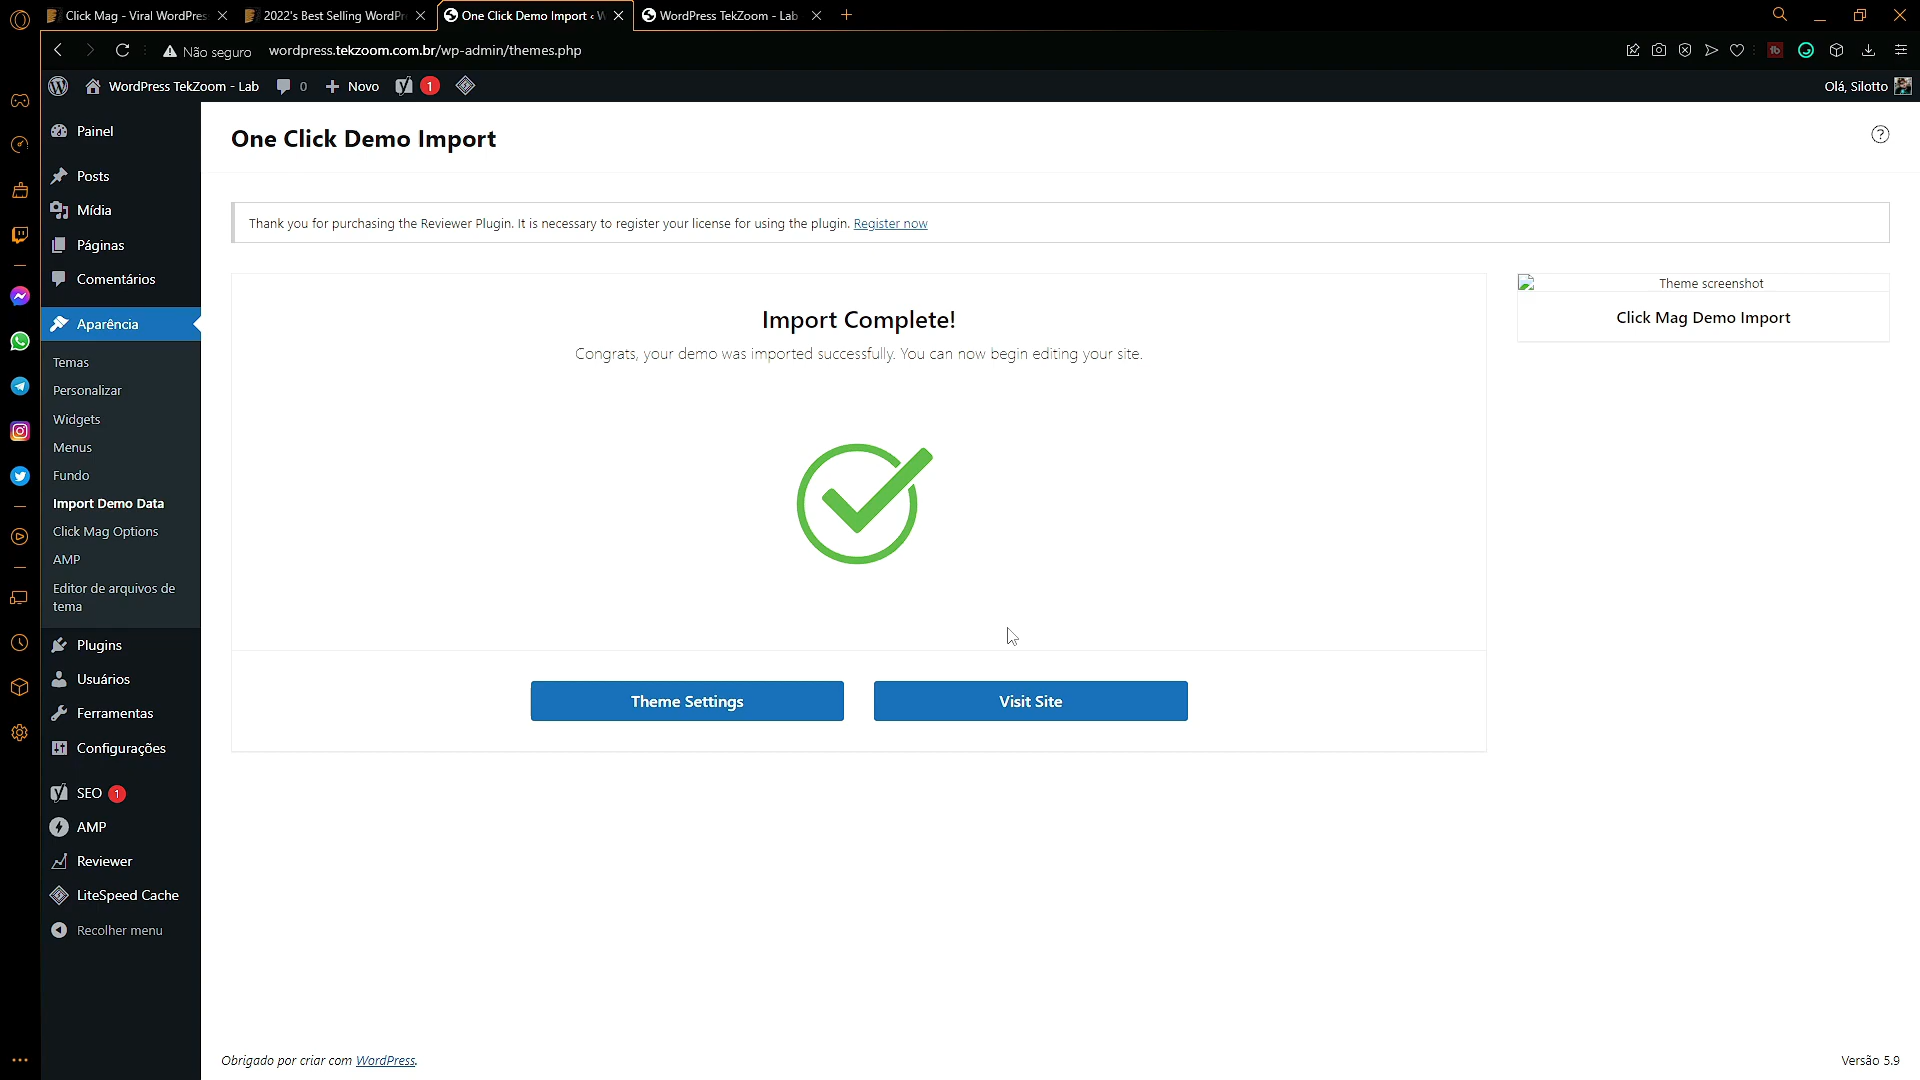 Click Mag - Viral WordPres
2022's Best Selling WordPr
One Click Demo Import ‹ W
WordPress TekZoom - Lab
Não seguro
wordpress.tekzoom.com.br/wp-admin/themes.php
WordPress TekZoom - Lab
0
Novo
1
Olá, Silotto
Painel
Posts
Mídia
Páginas
Comentários
Aparência
Temas
Personalizar
Widgets
Menus
Fundo
Import Demo Data
Click Mag Options
AMP
Editor de arquivos de
tema
Plugins
Usuários
Ferramentas
Configurações
SEO 1
AMP
Reviewer
LiteSpeed Cache
Recolher menu
One Click Demo Import
?
Thank you for purchasing the Reviewer Plugin. It is necessary to register your license for using the plugin. Register now
Import Complete!
Congrats, your demo was imported successfully. You can now begin editing your site.
Theme Settings
Visit Site
Theme screenshot
Click Mag Demo Import
Obrigado por criar com WordPress.
Versão 5.9